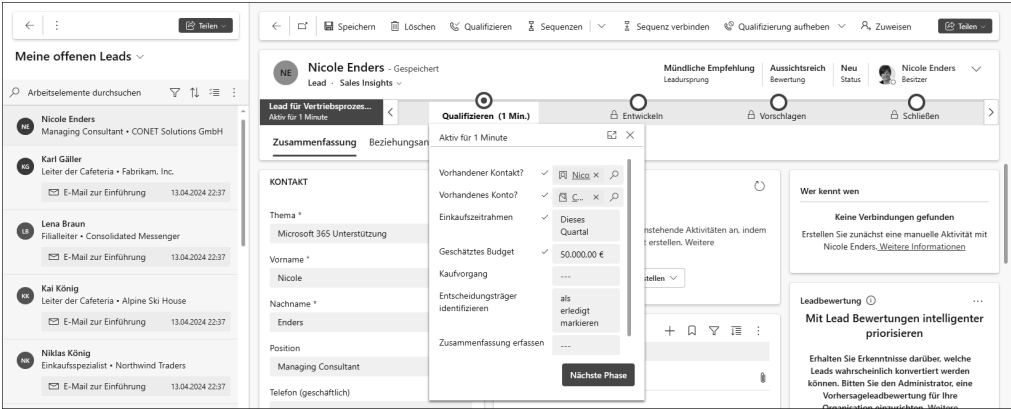 Teilen
Meine offenen Leads
Arbeitselemente durchsuchen
NE
Nicole Enders
Managing Consultant • CONET Solutions GmbH
KG
Karl Gäller
Leiter der Cafeteria • Fabrikam, Inc.
E-Mail zur Einführung 13.04.2024 22:37
LB
Lena Braun
Filialleiter • Consolidated Messenger
E-Mail zur Einführung 13.04.2024 22:37
KK
Kai König
Leiter der Cafeteria • Alpine Ski House
E-Mail zur Einführung 13.04.2024 22:37
NK
Niklas König
Einkaufsspezialist • Northwind Traders
E-Mail zur Einführung 13.04.2024 22:37
Speichern Löschen Qualifizieren Sequenzen Sequenz verbinden Qualifizierung aufheben Zuweisen Teilen
NE
Nicole Enders - Gespeichert
Lead · Sales Insights
Mündliche Empfehlung
Leadursprung
Aussichtsreich
Bewertung
Neu
Status
Nicole Enders
Besitzer
Lead für Vertriebsprozes...
Aktiv für 1 Minute
Qualifizieren (1 Min.)
Entwickeln
Vorschlagen
Schließen
Zusammenfassung Beziehungsan
KONTAKT
Thema *
Microsoft 365 Unterstützung
Vorname *
Nicole
Nachname *
Enders
Position
Managing Consultant
Telefon (geschäftlich)
Aktiv für 1 Minute
Vorhandener Kontakt? Nico
Vorhandenes Konto? C...
Einkaufszeitrahmen Dieses
Quartal
Geschätztes Budget 50.000,00 €
Kaufvorgang ---
Entscheidungsträger
identifizieren
als
erledigt
markieren
Zusammenfassung erfassen ---
Nächste Phase
nstehende Aktivitäten an, indem
t erstellen. Weitere
stellen
Wer kennt wen
Keine Verbindungen gefunden
Erstellen Sie zunächst eine manuelle Aktivität mit
Nicole Enders. Weitere Informationen
Leadbewertung
Mit Lead Bewertungen intelligenter
priorisieren
Erhalten Sie Erkenntnisse darüber, welche
Leads wahrscheinlich konvertiert werden
können. Bitten Sie den Administrator, eine
Vorhersageleadbewertung für Ihre
Organisation einzurichten. Weitere